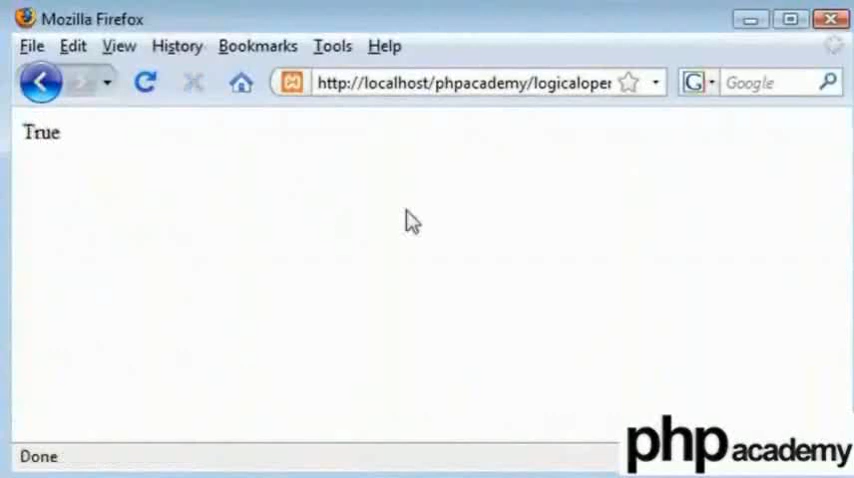 Mozilla Firefox
File Edit View History Bookmarks Tools Help
http://localhost/phpacademy/logicaloper Google
True
Done
php academy